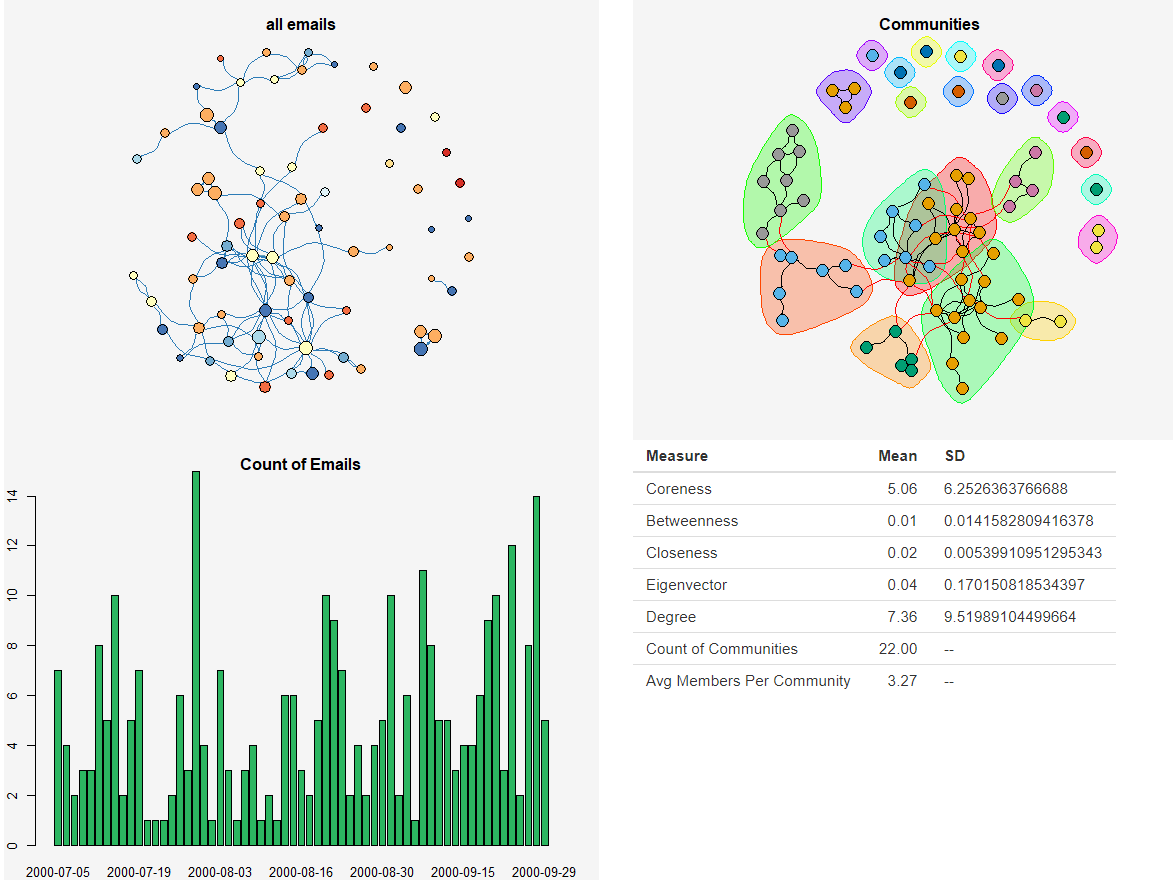 all emails
Communities
Count of Emails
14
12
10
8
6
4
2
0
2000-07-05 2000-07-19 2000-08-03 2000-08-16 2000-08-30 2000-09-15 2000-09-29
Measure Mean SD
Coreness 5.06 6.2526363766688
Betweenness 0.01 0.0141582809416378
Closeness 0.02 0.00539910951295343
Eigenvector 0.04 0.170150818534397
Degree 7.36 9.51989104499664
Count of Communities 22.00 --
Avg Members Per Community 3.27 --